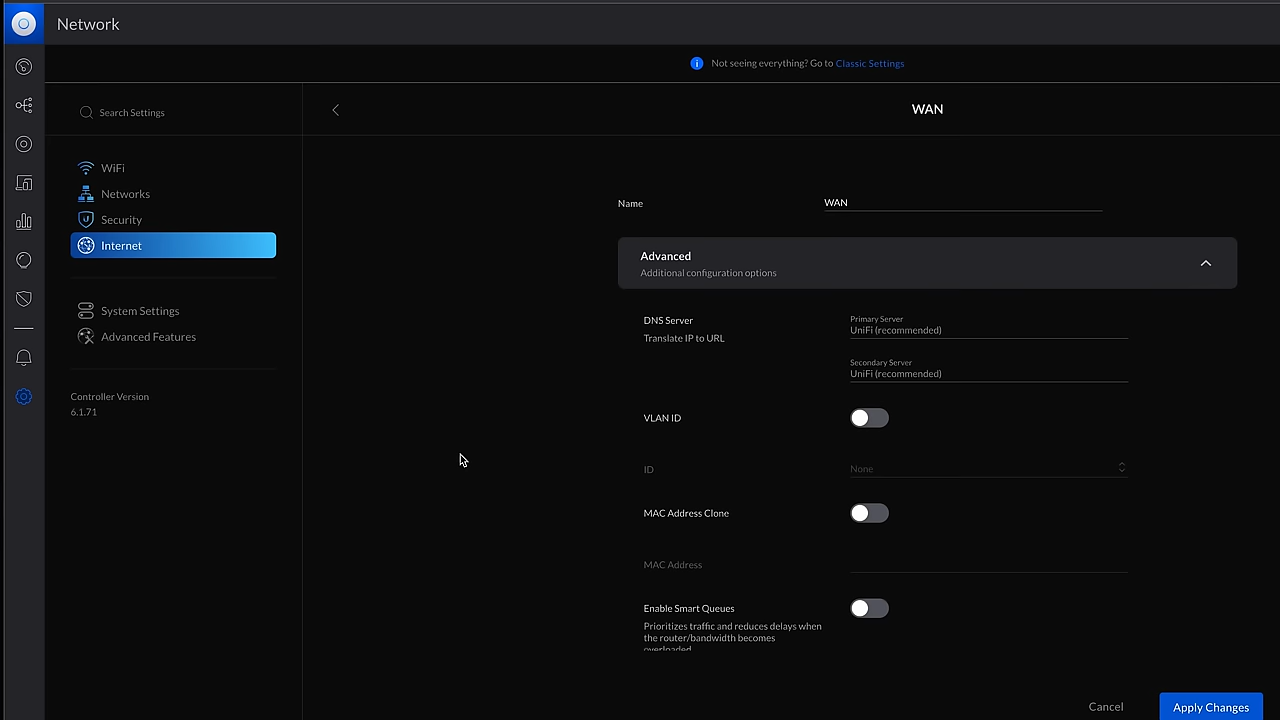 Network
Not seeing everything? Go to Classic Settings
Search Settings
WAN
WiFi
Networks
Security
Internet
System Settings
Advanced Features
Controller Version
6.1.71
Name
WAN
Advanced
Additional configuration options
DNS Server
Translate IP to URL
Primary Server
UniFi (recommended)
Secondary Server
UniFi (recommended)
VLAN ID
ID
None
MAC Address Clone
MAC Address
Enable Smart Queues
Prioritizes traffic and reduces delays when
the router/bandwidth becomes
overloaded
Cancel
Apply Changes